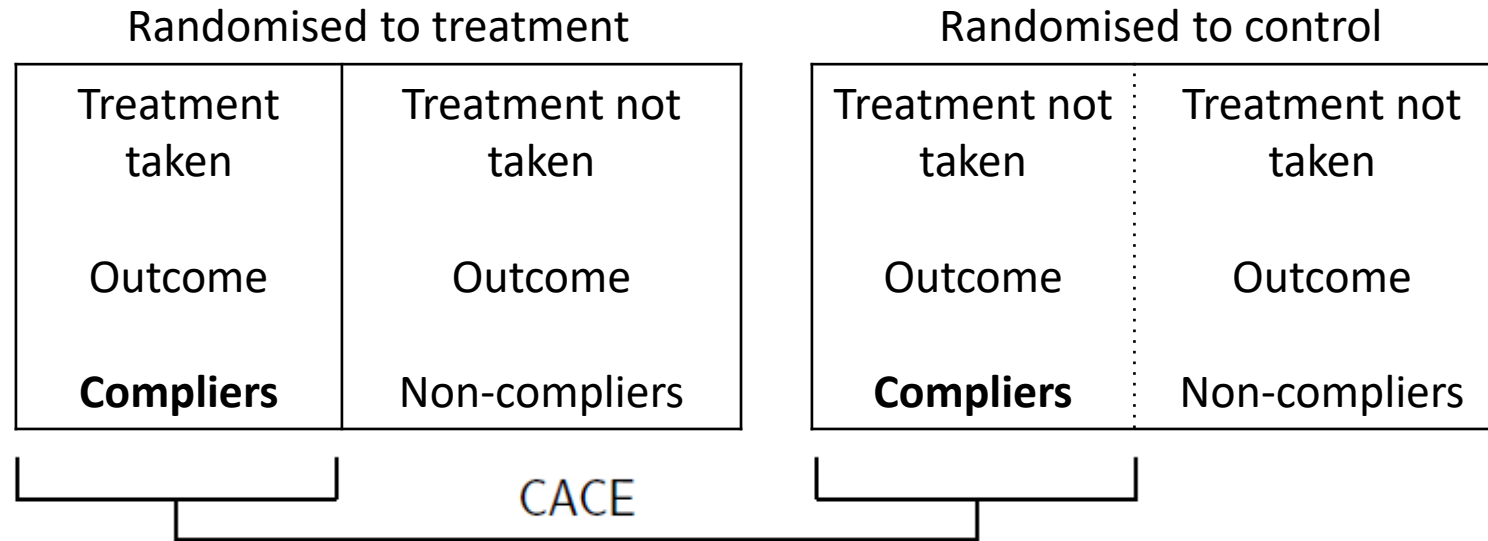 Randomised to treatment
Treatment
taken
Treatment not
taken
Outcome
Outcome
Compliers
Non-compliers
Randomised to control
Treatment not
taken
Treatment not
taken
Outcome
Outcome
Compliers
Non-compliers
CACE